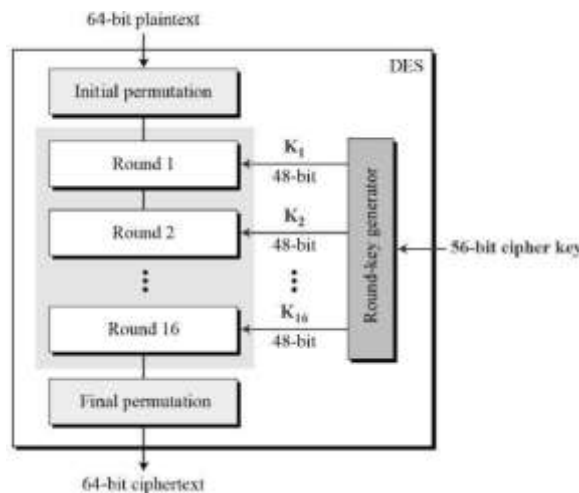 64-bit plaintext
DES
Initial permutation
Round 1
K1
48-bit
Round 2
K2
48-bit
Round-key generator
56-bit cipher key
Round 16
K16
48-bit
Final permutation
64-bit ciphertext